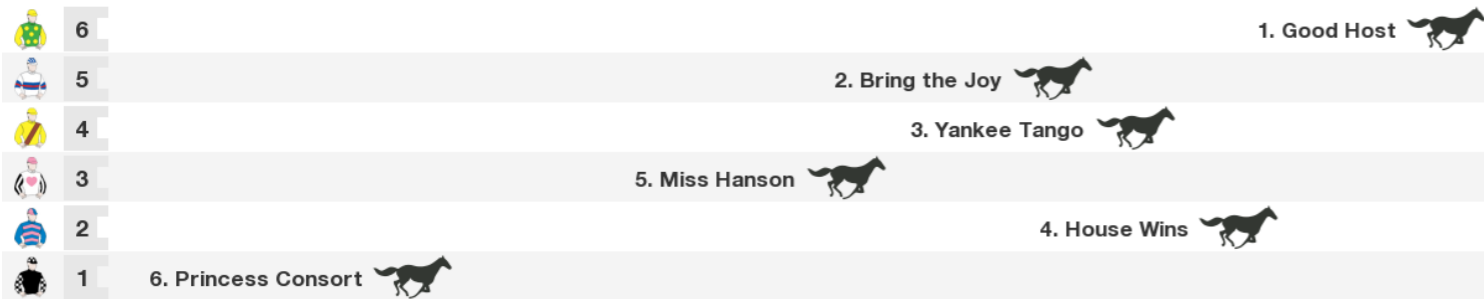 6 1. Good Host
5 2. Bring the Joy
4 3. Yankee Tango
3 5. Miss Hanson
2 4. House Wins
1 6. Princess Consort